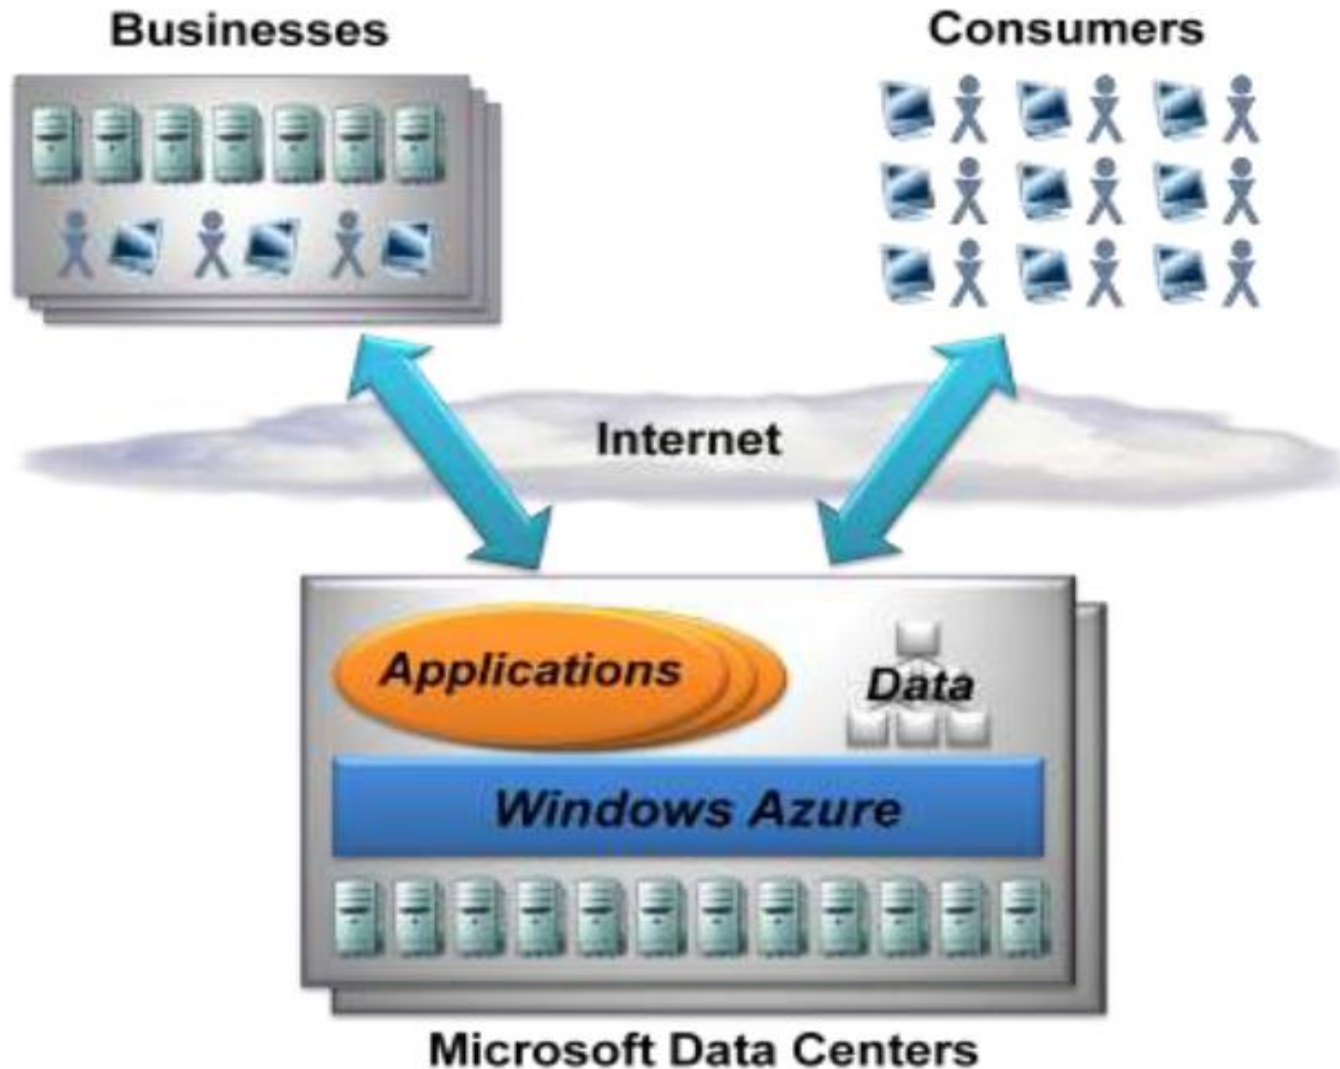 Businesses
Consumers
Internet
Applications
Data
Windows Azure
Microsoft Data Centers